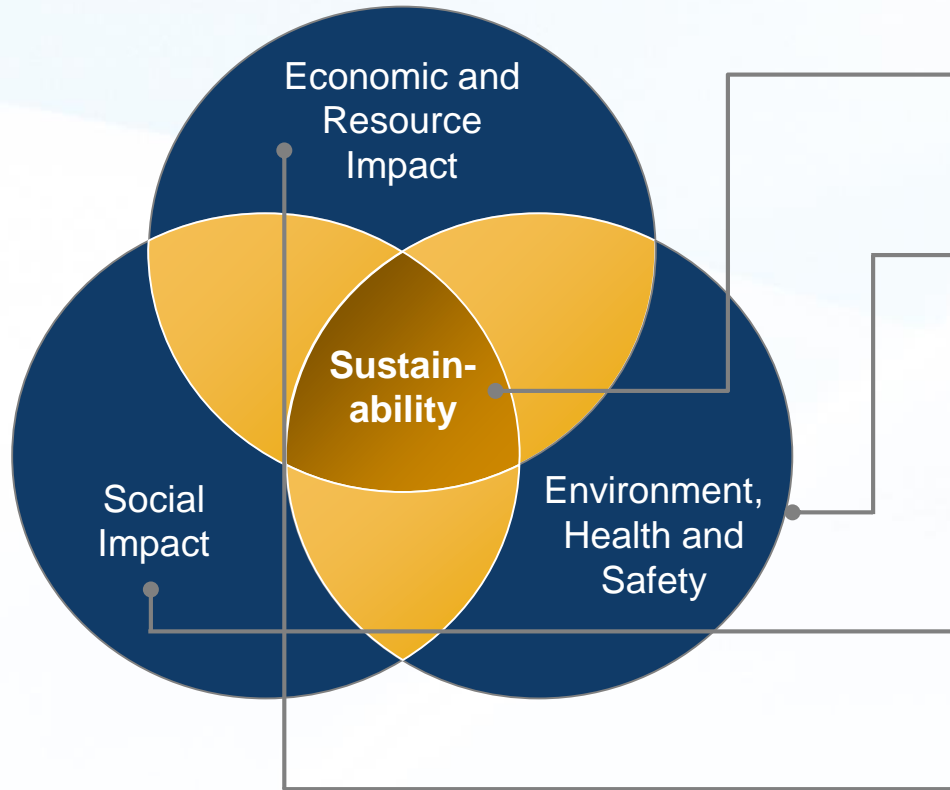 Economic and
Resource
Impact
Sustain-
ability
Social
Impact
Environment,
Health and
Safety